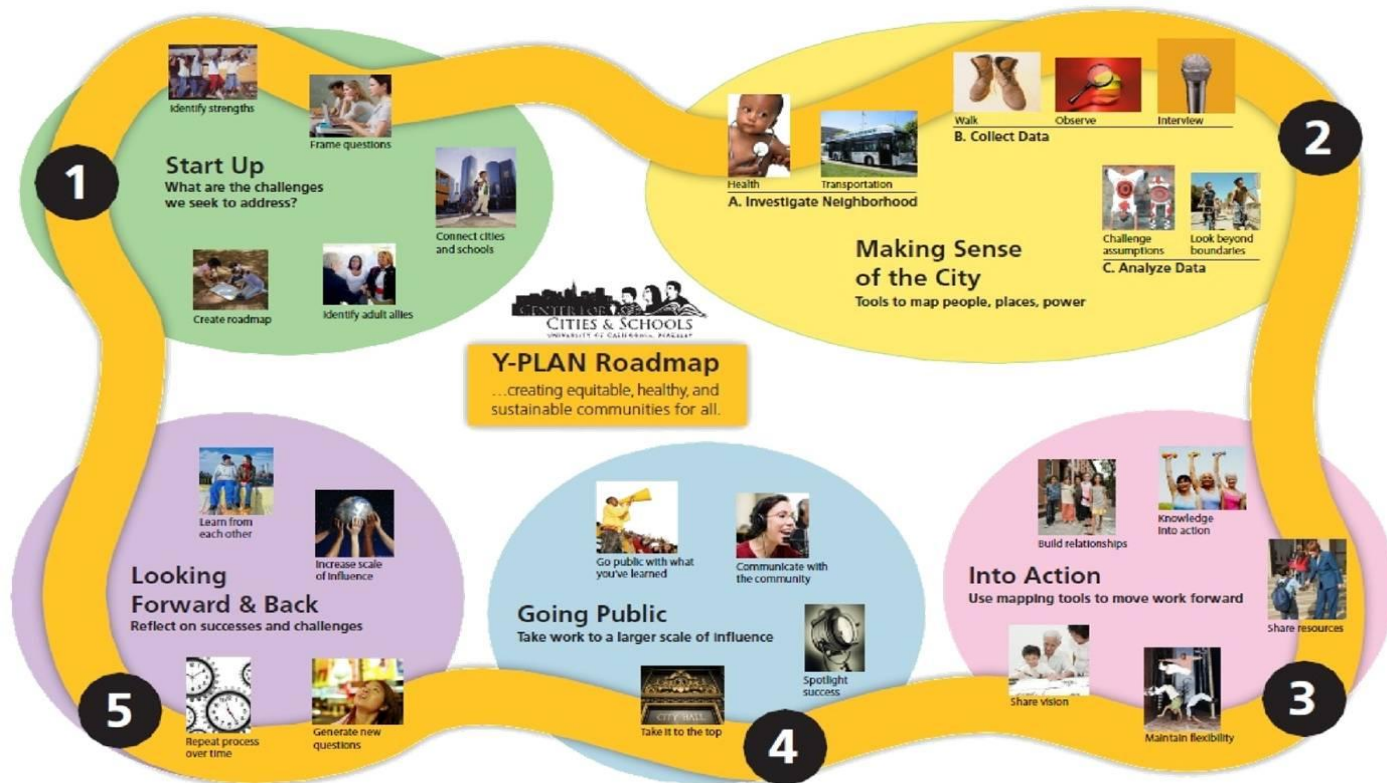 1
Identify strengths
Frame questions
Start Up
What are the challenges
we seek to address?
Connect cities
and schools
Create roadmap
Identify adult allies
2
Health
Transportation
A. Investigate Neighborhood
Walk
Observe
Interview
B. Collect Data
Challenge
assumptions
Look beyond
boundaries
C. Analyze Data
Making Sense
of the City
Tools to map people, places, power
CENTER FOR
CITIES & SCHOOLS
UNIVERSITY OF CALIFORNIA, BERKELEY
Y-PLAN Roadmap
...creating equitable, healthy, and
sustainable communities for all.
Build relationships
Knowledge
Into action
Into Action
Use mapping tools to move work forward
Share resources
Share vision
Maintain flexibility
3
Go public with what
you've learned
Communicate with
the community
Going Public
Take work to a larger scale of influence
Spotlight
success
CITY HALL
Take it to the top
4
Learn from
each other
Increase scale
of Influence
Looking
Forward & Back
Reflect on successes and challenges
Repeat process
over time
Generate new
questions
5